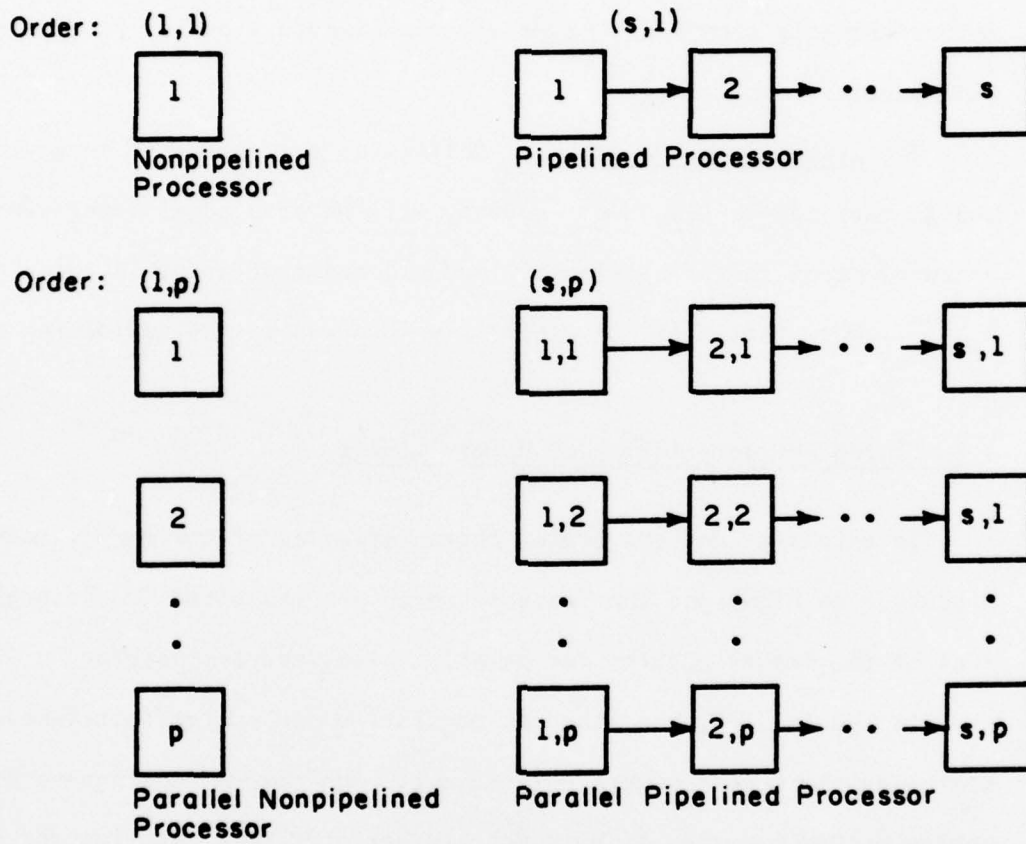 Order: (1,1) (s,1)
1 1 2 s
Nonpipelined Pipelined Processor
Processor
Order: (1,p) (s,p)
1 1,1 2,1 s,1
2 1,2 2,2 s,1
p 1,p 2,p s,p
Parallel Nonpipelined Parallel Pipelined Processor
Processor